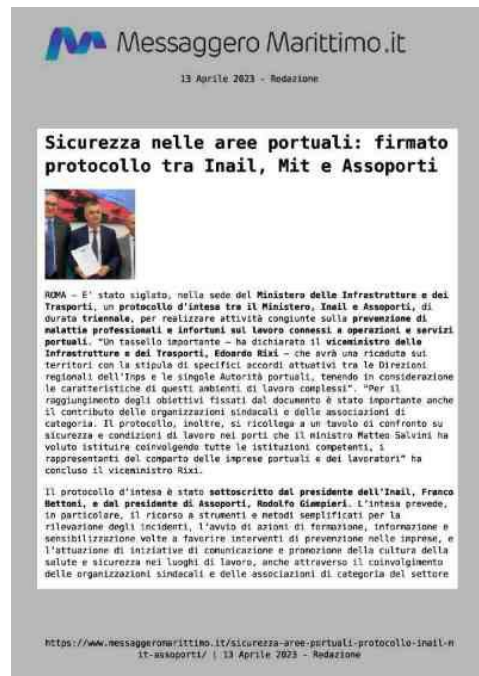 Messaggero Marittimo.it
13 Aprile 2023 - Redazione
Sicurezza nelle aree portuali: firmato
protocollo tra Inail, Mit e Assoporti
ROMA – E' stato siglato, nella sede del Ministero delle Infrastrutture e dei
Trasporti, un protocollo d'intesa tra il Ministero, Inail e Assoporti, di
durata triennale, per realizzare attività congiunte sulla prevenzione di
malattie professionali e infortuni sul lavoro connessi a operazioni e servizi
portuali. "Un tassello importante – ha dichiarato il viceministro delle
Infrastrutture e dei Trasporti, Edoardo Rixi – che avrà una ricaduta sui
territori con la stipula di specifici accordi attuativi tra le Direzioni
regionali dell'Inps e le singole Autorità portuali, tenendo in considerazione
le caratteristiche di questi ambienti di lavoro complessi". "Per il
raggiungimento degli obiettivi fissati dal documento è stato importante anche
il contributo delle organizzazioni sindacali e delle associazioni di
categoria. Il protocollo, inoltre, si ricollega a un tavolo di confronto su
sicurezza e condizioni di lavoro nei porti che il ministro Matteo Salvini ha
voluto istituire coinvolgendo tutte le istituzioni competenti, i
rappresentanti del comparto delle imprese portuali e dei lavoratori" ha
concluso il viceministro Rixi.
Il protocollo d'intesa è stato sottoscritto dal presidente dell'Inail, Franco
Bettoni, e dal presidente di Assoporti, Rodolfo Giampieri. L'intesa prevede,
in particolare, il ricorso a strumenti e metodi semplificati per la
rilevazione degli incidenti, l'avvio di azioni di formazione, informazione e
sensibilizzazione volte a favorire interventi di prevenzione nelle imprese, e
l'attuazione di iniziative di comunicazione e promozione della cultura della
salute e sicurezza nei luoghi di lavoro, anche attraverso il coinvolgimento
delle organizzazioni sindacali e delle associazioni di categoria del settore
https://www.messaggeromarittimo.it/sicurezza-aree-portuali-protocollo-inail-m
it-assoporti/ | 13 Aprile 2023 - Redazione